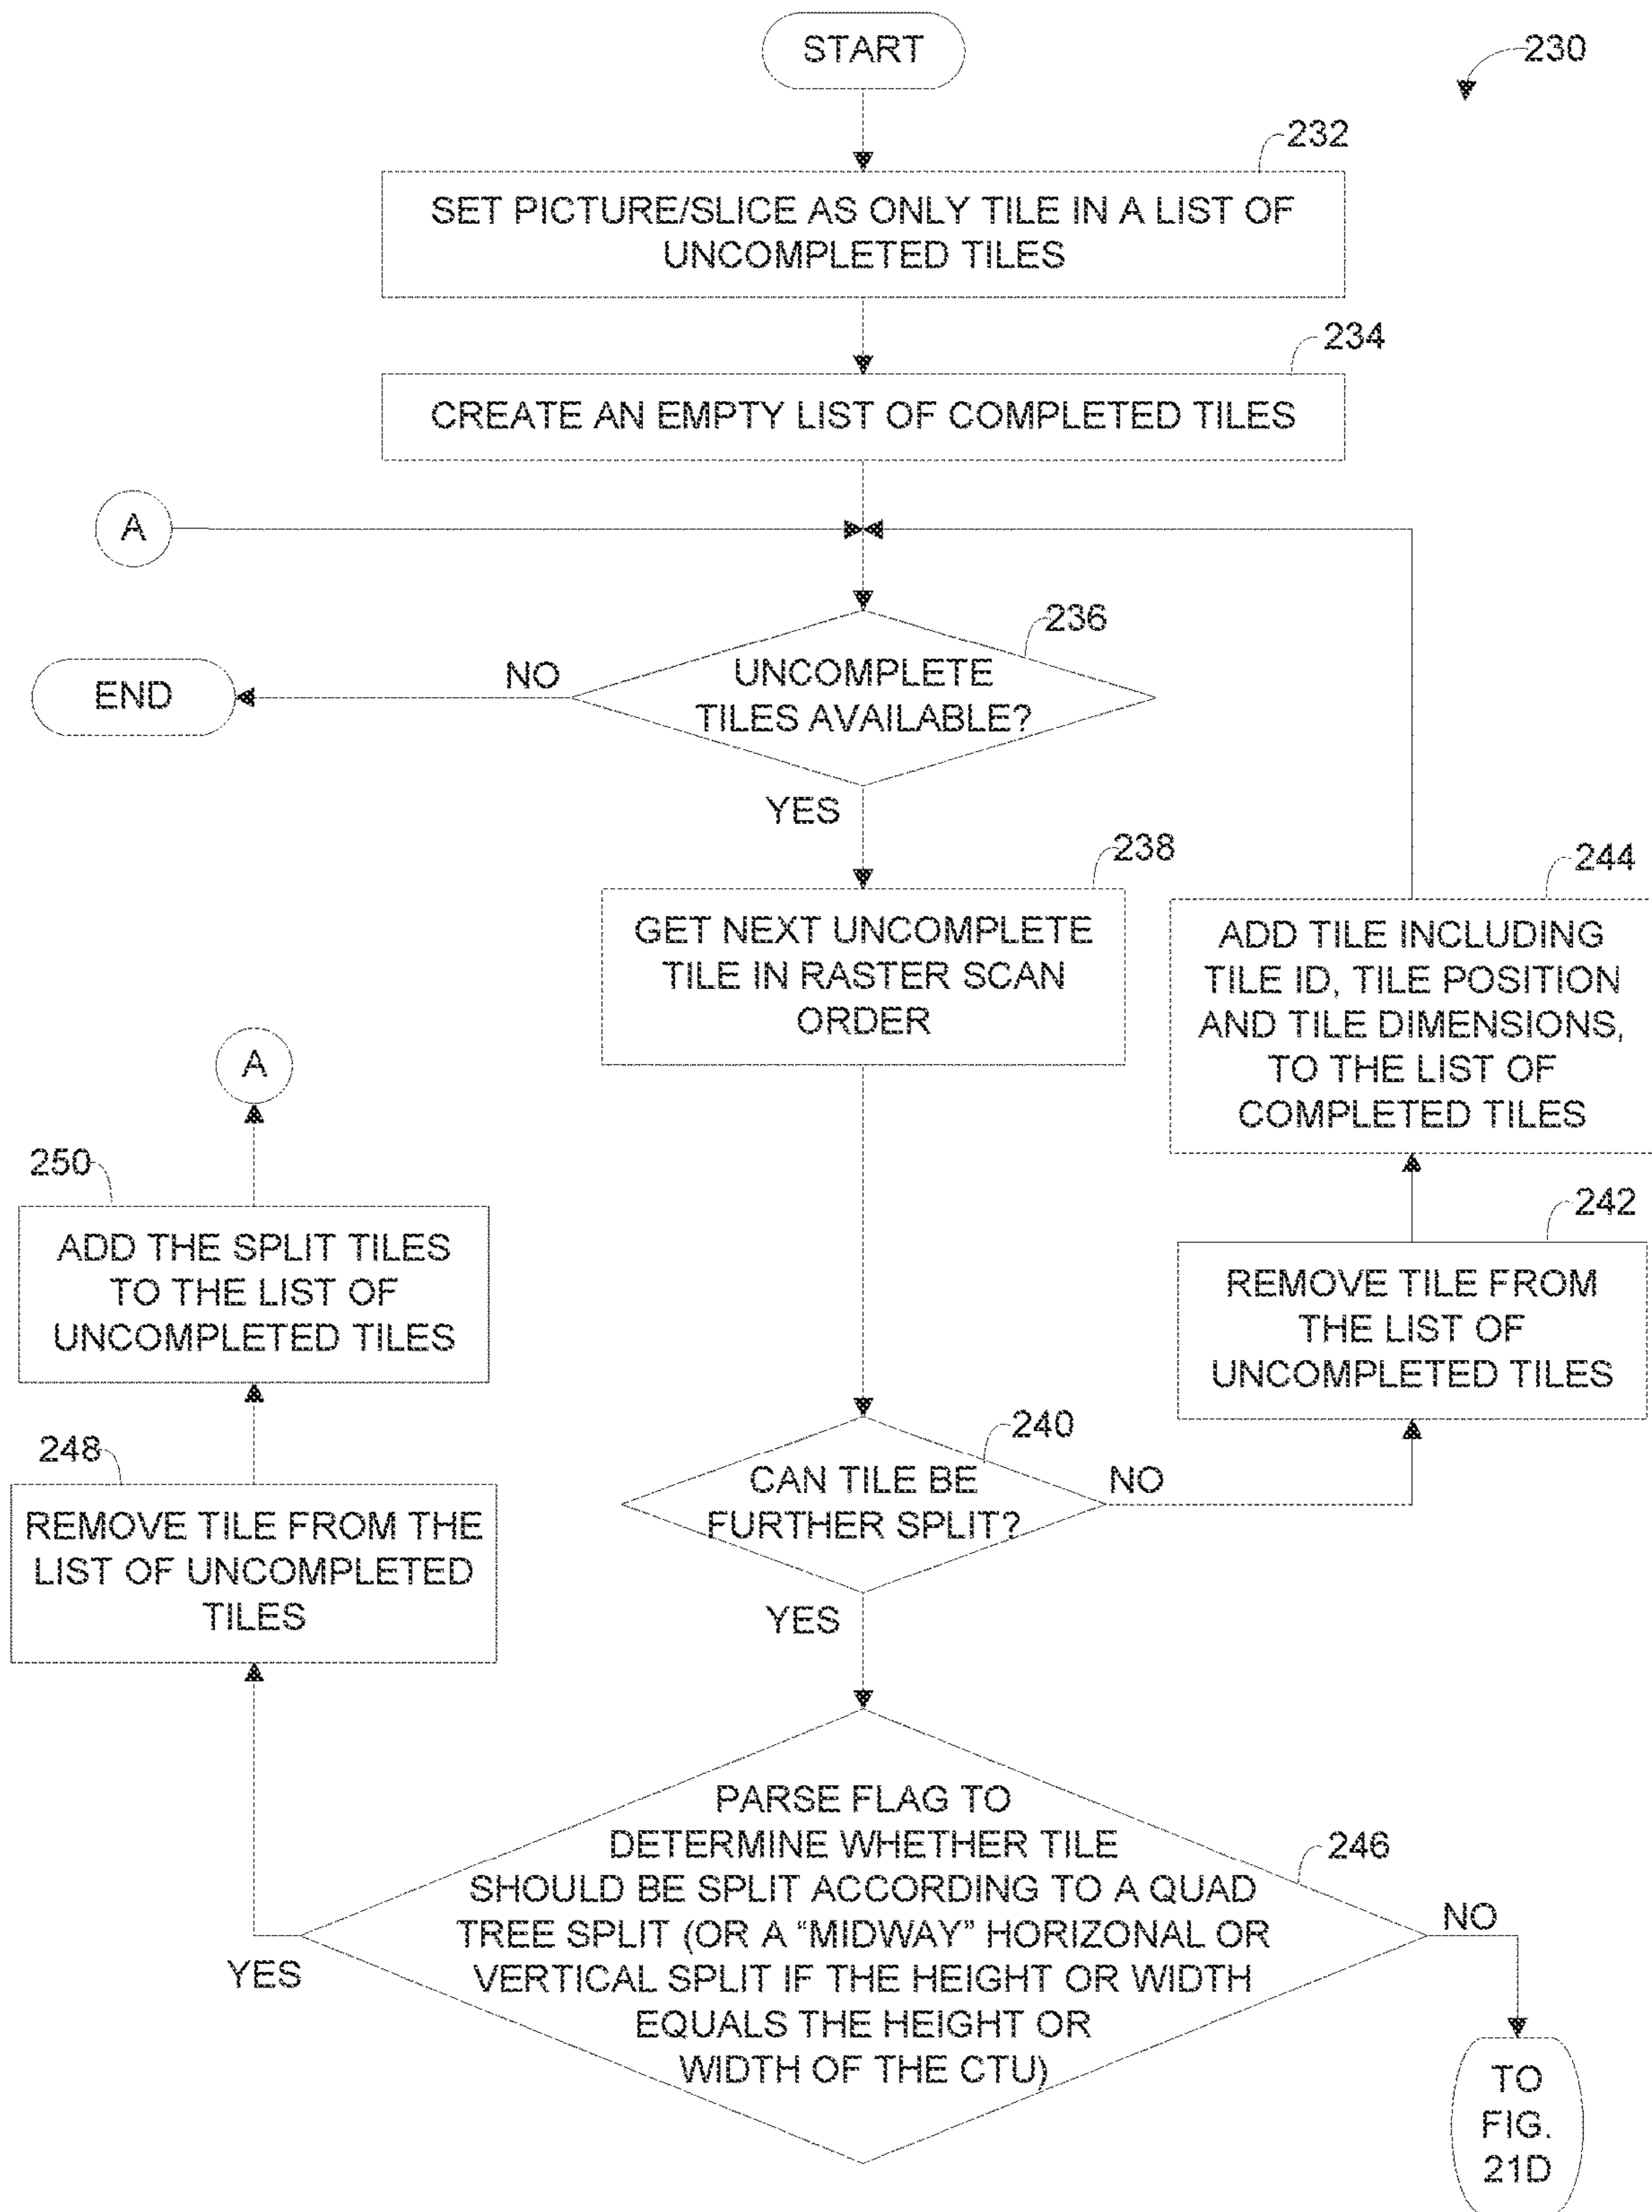 START
230
232
SET PICTURE/SLICE AS ONLY TILE IN A LIST OF
UNCOMPLETED TILES
234
CREATE AN EMPTY LIST OF COMPLETED TILES
A
236
UNCOMPLETE
TILES AVAILABLE?
NO
END
YES
238
GET NEXT UNCOMPLETE
TILE IN RASTER SCAN
ORDER
244
ADD TILE INCLUDING
TILE ID, TILE POSITION
AND TILE DIMENSIONS,
TO THE LIST OF
COMPLETED TILES
A
250
ADD THE SPLIT TILES
TO THE LIST OF
UNCOMPLETED TILES
242
REMOVE TILE FROM
THE LIST OF
UNCOMPLETED TILES
248
REMOVE TILE FROM THE
LIST OF UNCOMPLETED
TILES
240
CAN TILE BE
FURTHER SPLIT?
NO
YES
246
PARSE FLAG TO
DETERMINE WHETHER TILE
SHOULD BE SPLIT ACCORDING TO A QUAD
TREE SPLIT (OR A “MIDWAY” HORIZONAL OR
VERTICAL SPLIT IF THE HEIGHT OR WIDTH
EQUALS THE HEIGHT OR
WIDTH OF THE CTU)
YES
NO
TO
FIG.
21D